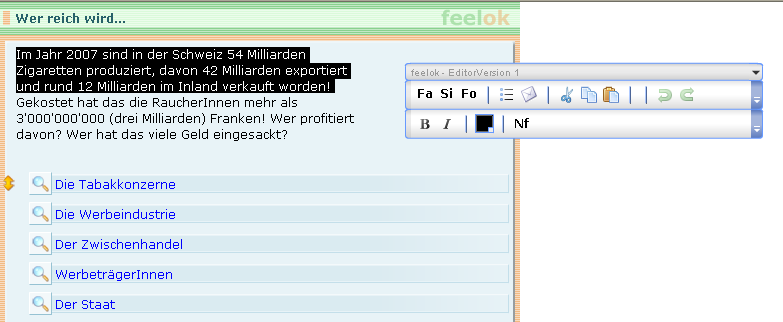 Wer reich wird...
feelok
Im Jahr 2007 sind in der Schweiz 54 Milliarden
Zigaretten produziert, davon 42 Milliarden exportiert
und rund 12 Milliarden im Inland verkauft worden!
Gekostet hat das die RaucherInnen mehr als
3'000'000'000 (drei Milliarden) Franken! Wer profitiert
davon? Wer hat das viele Geld eingesackt?
feelok - EditorVersion 1
Fa Si Fo
B I Nf
Die Tabakkonzerne
Die Werbeindustrie
Der Zwischenhandel
WerbeträgerInnen
Der Staat